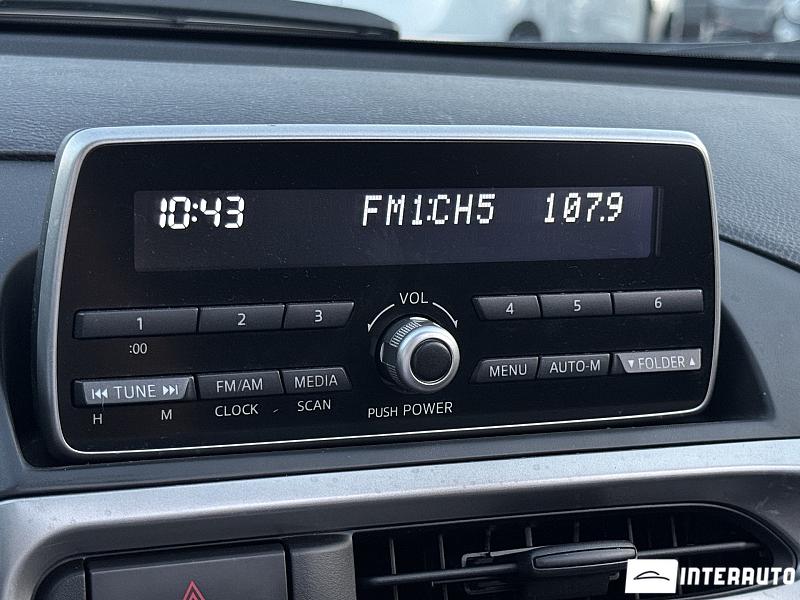 10:43 FM1:CH5 107.9
VOL
1 2 3 4 5 6
:00
⏮ TUNE ⏭ FM/AM MEDIA MENU AUTO-M ▼ FOLDER ▲
H M CLOCK SCAN PUSH POWER
INTERAUTO